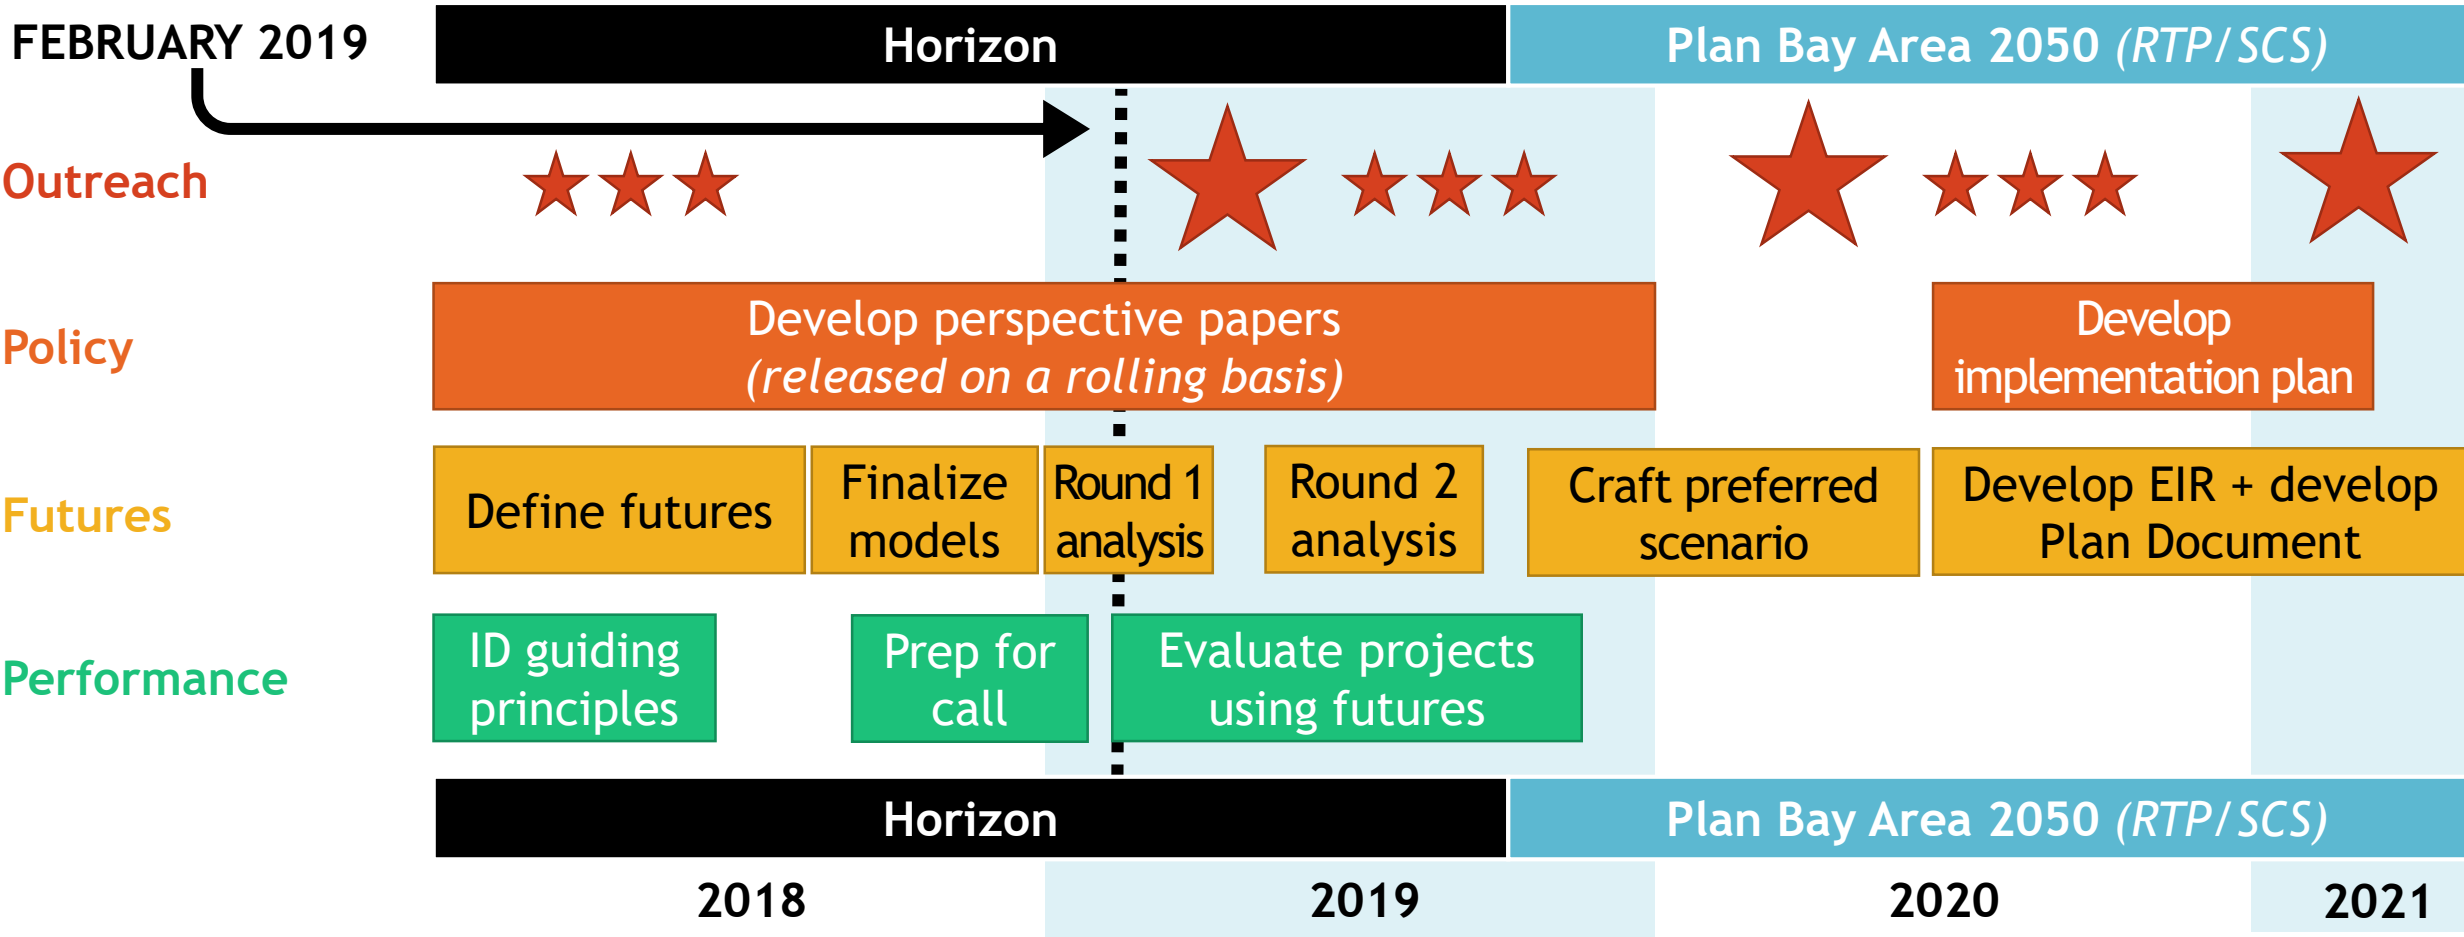 FEBRUARY 2019
Horizon
Plan Bay Area 2050 (RTP/SCS)
Outreach
Policy
Develop perspective papers
(released on a rolling basis)
Develop
implementation plan
Futures
Define futures
Finalize
models
Round 1
analysis
Round 2
analysis
Craft preferred
scenario
Develop EIR + develop
Plan Document
Performance
ID guiding
principles
Prep for
call
Evaluate projects
using futures
Horizon
Plan Bay Area 2050 (RTP/SCS)
2018
2019
2020
2021